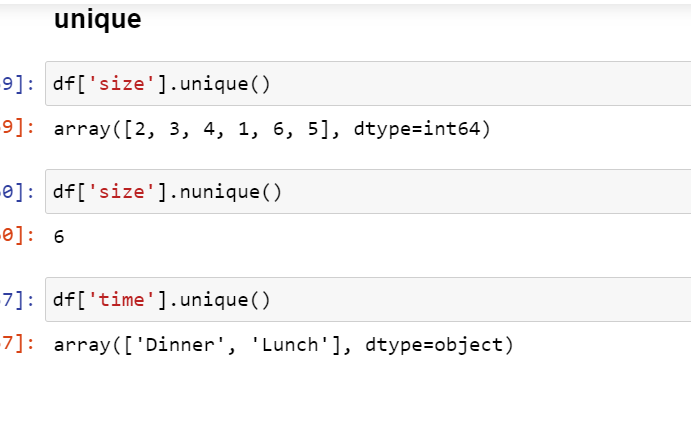 unique
9]: df['size'].unique()
9]: array([2, 3, 4, 1, 6, 5], dtype=int64)
0]: df['size'].nunique()
0]: 6
7]: df['time'].unique()
7]: array(['Dinner', 'Lunch'], dtype=object)